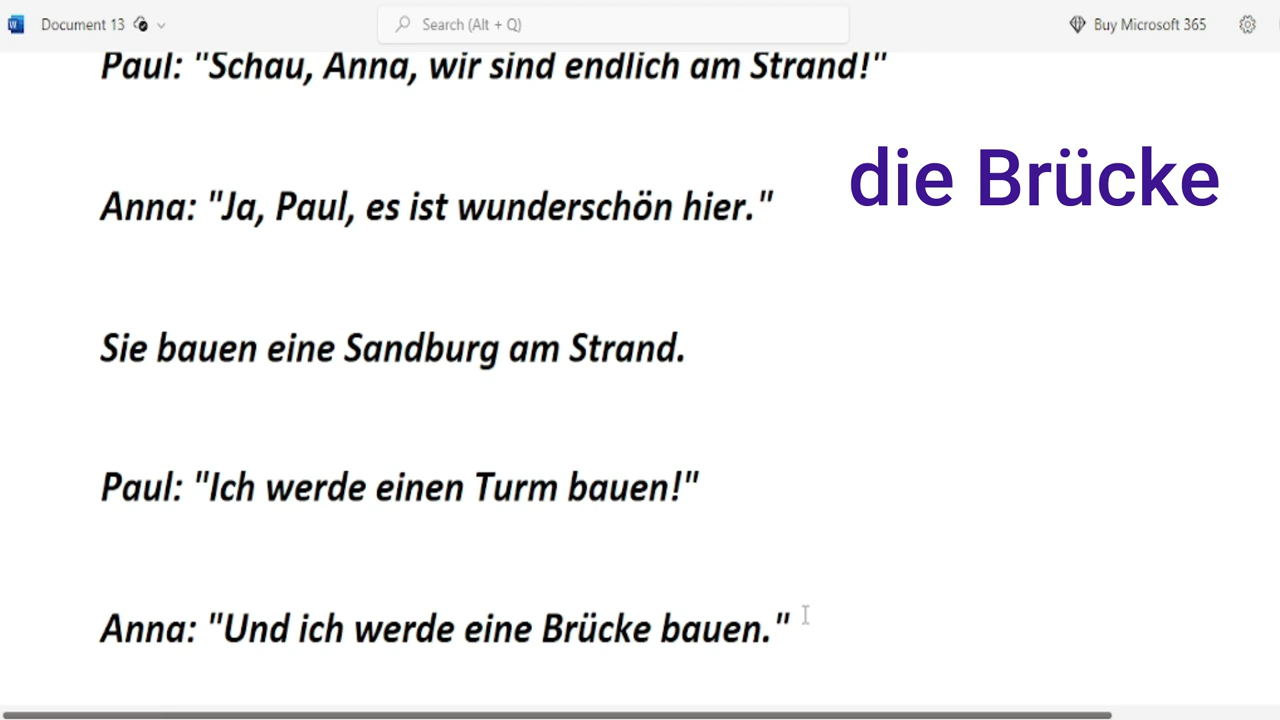 Document 13
Search (Alt + Q)
Buy Microsoft 365
Paul: "Schau, Anna, wir sind endlich am Strand!"
die Brücke
Anna: "Ja, Paul, es ist wunderschön hier."
Sie bauen eine Sandburg am Strand.
Paul: "Ich werde einen Turm bauen!"
Anna: "Und ich werde eine Brücke bauen."